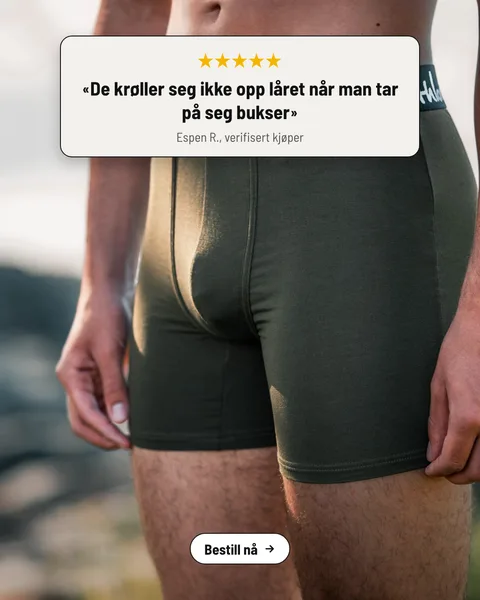 «De krøller seg ikke opp låret når man tar
på seg bukser»
Espen R., verifisert kjøper
Bestill nå →